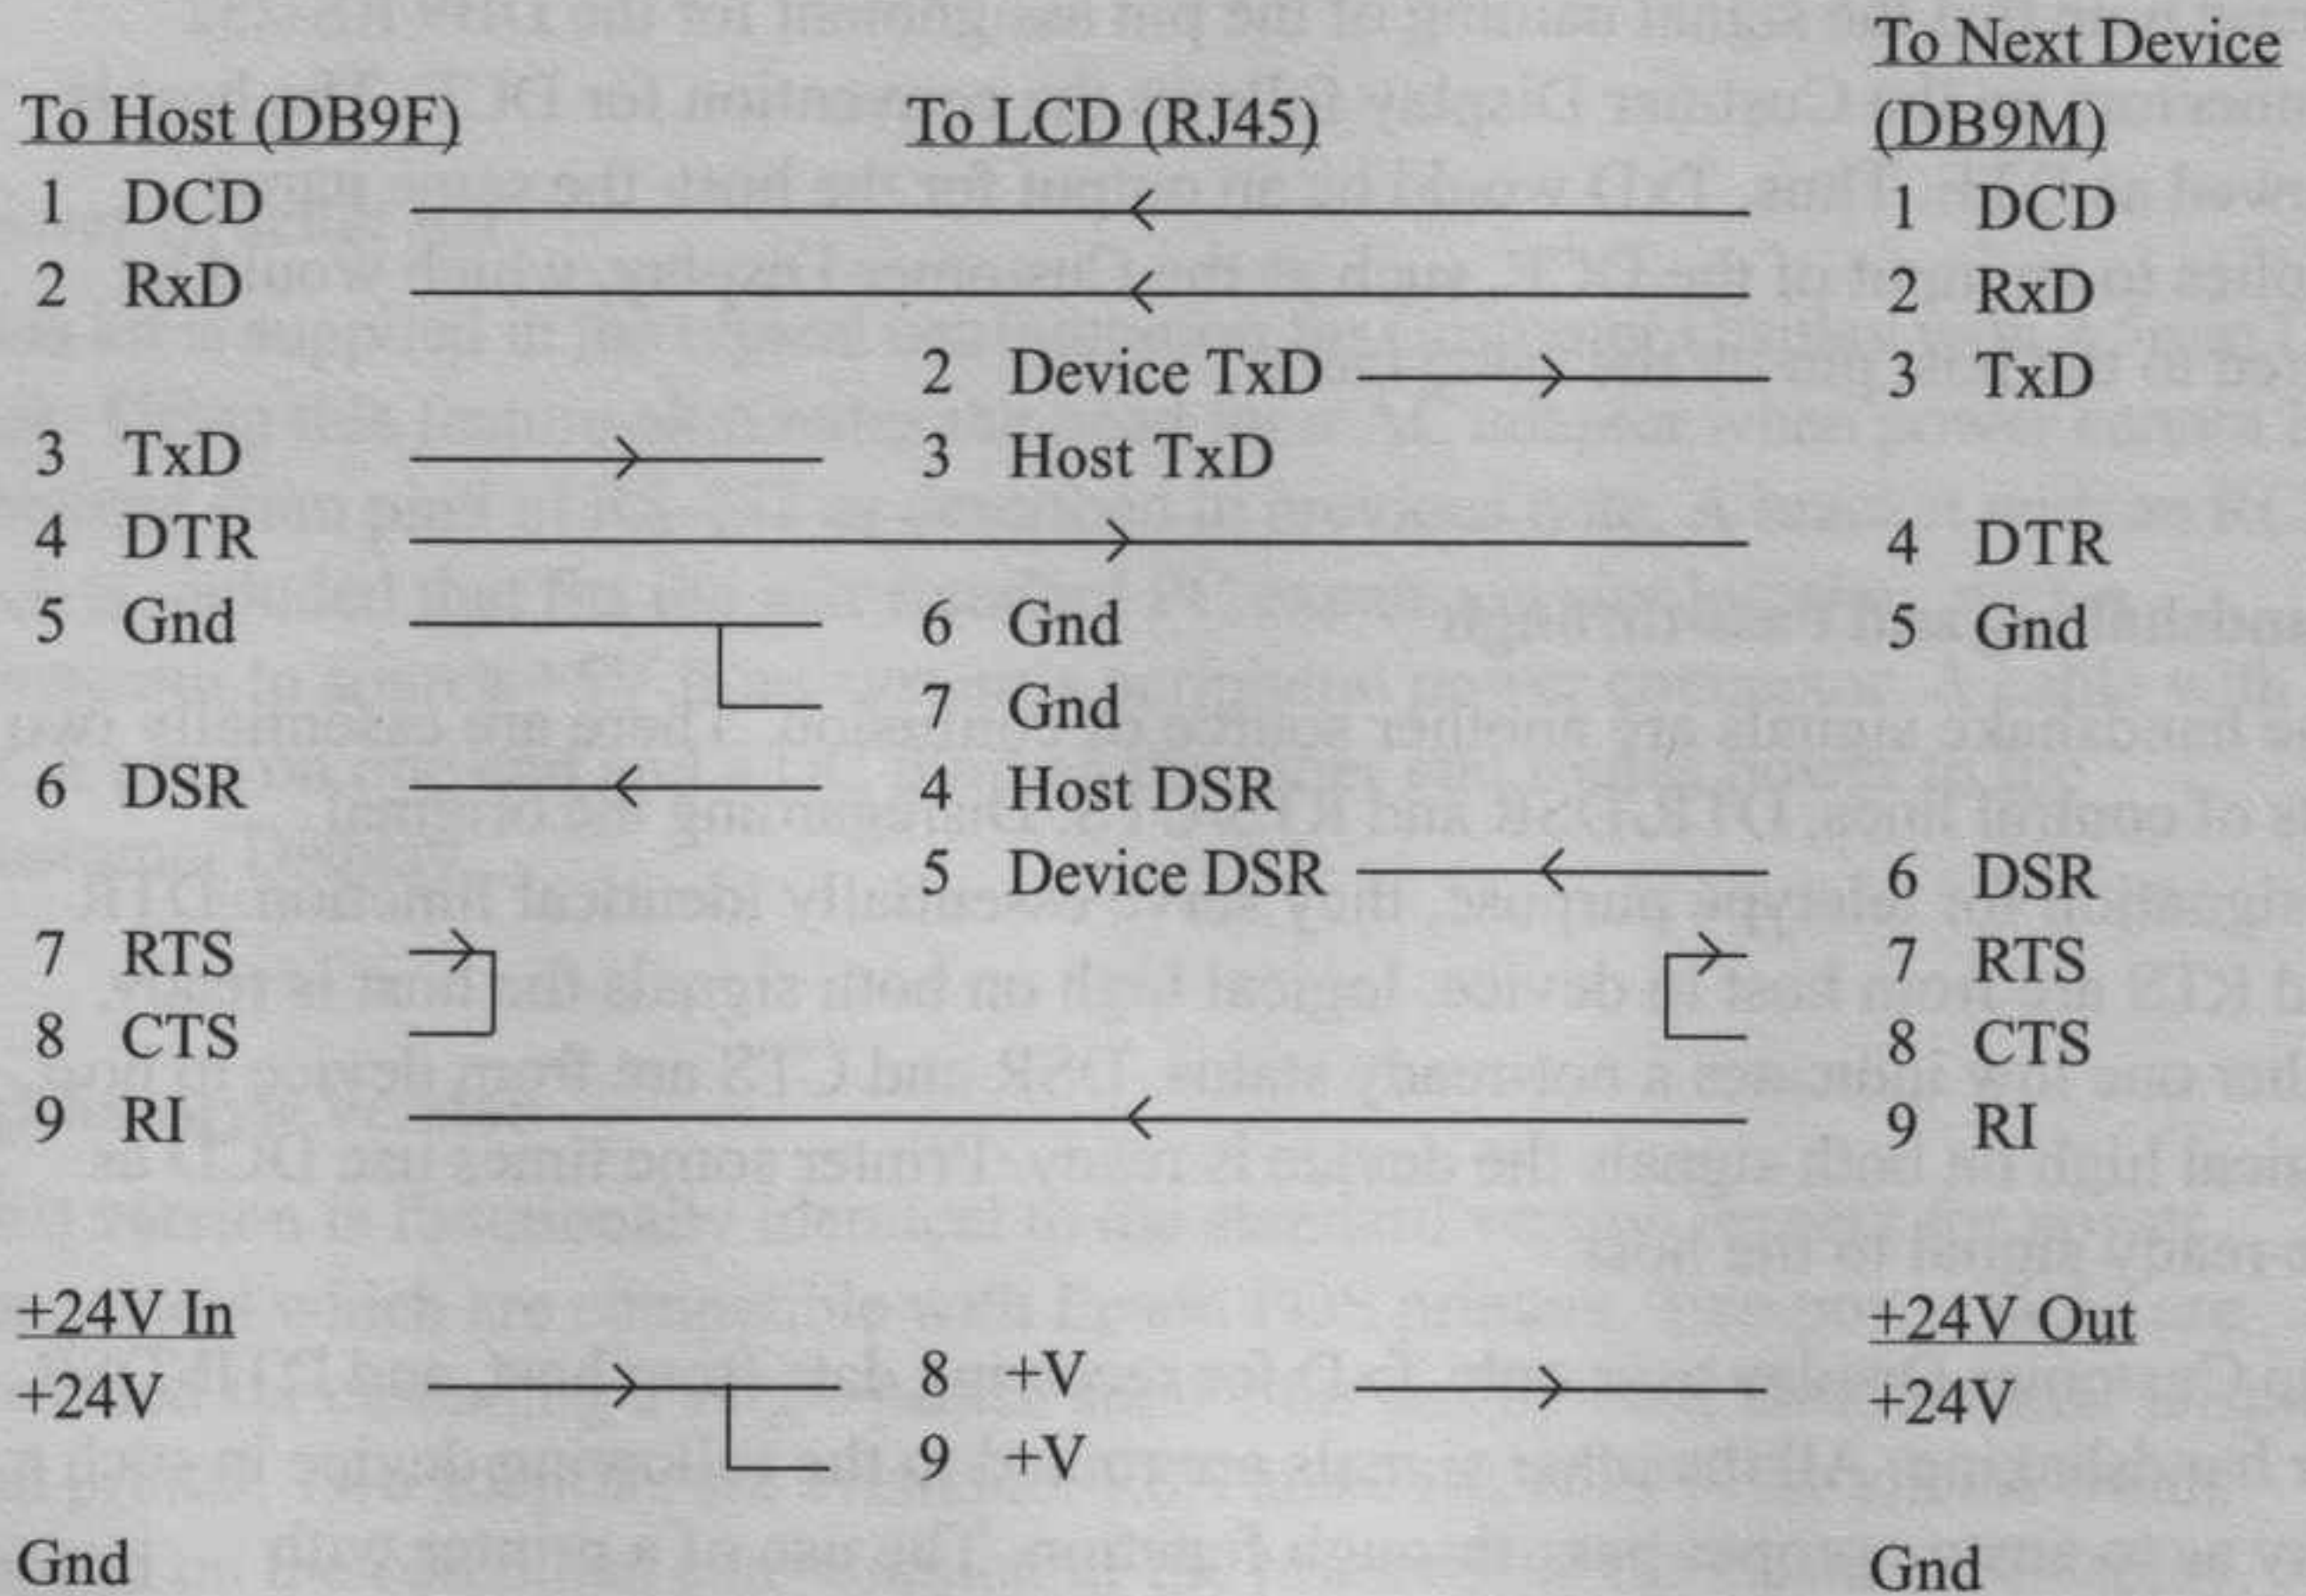 To Next Device
To Host (DB9F) To LCD (RJ45) (DB9M)
1 DCD 1 DCD
2 RxD 2 RxD
2 Device TxD 3 TxD
3 TxD 3 Host TxD
4 DTR 4 DTR
5 Gnd 6 Gnd 5 Gnd
7 Gnd
6 DSR 4 Host DSR
5 Device DSR 6 DSR
7 RTS 7 RTS
8 CTS 8 CTS
9 RI 9 RI
+24V In +24V Out
+24V 8 +V +24V
9 +V
Gnd Gnd